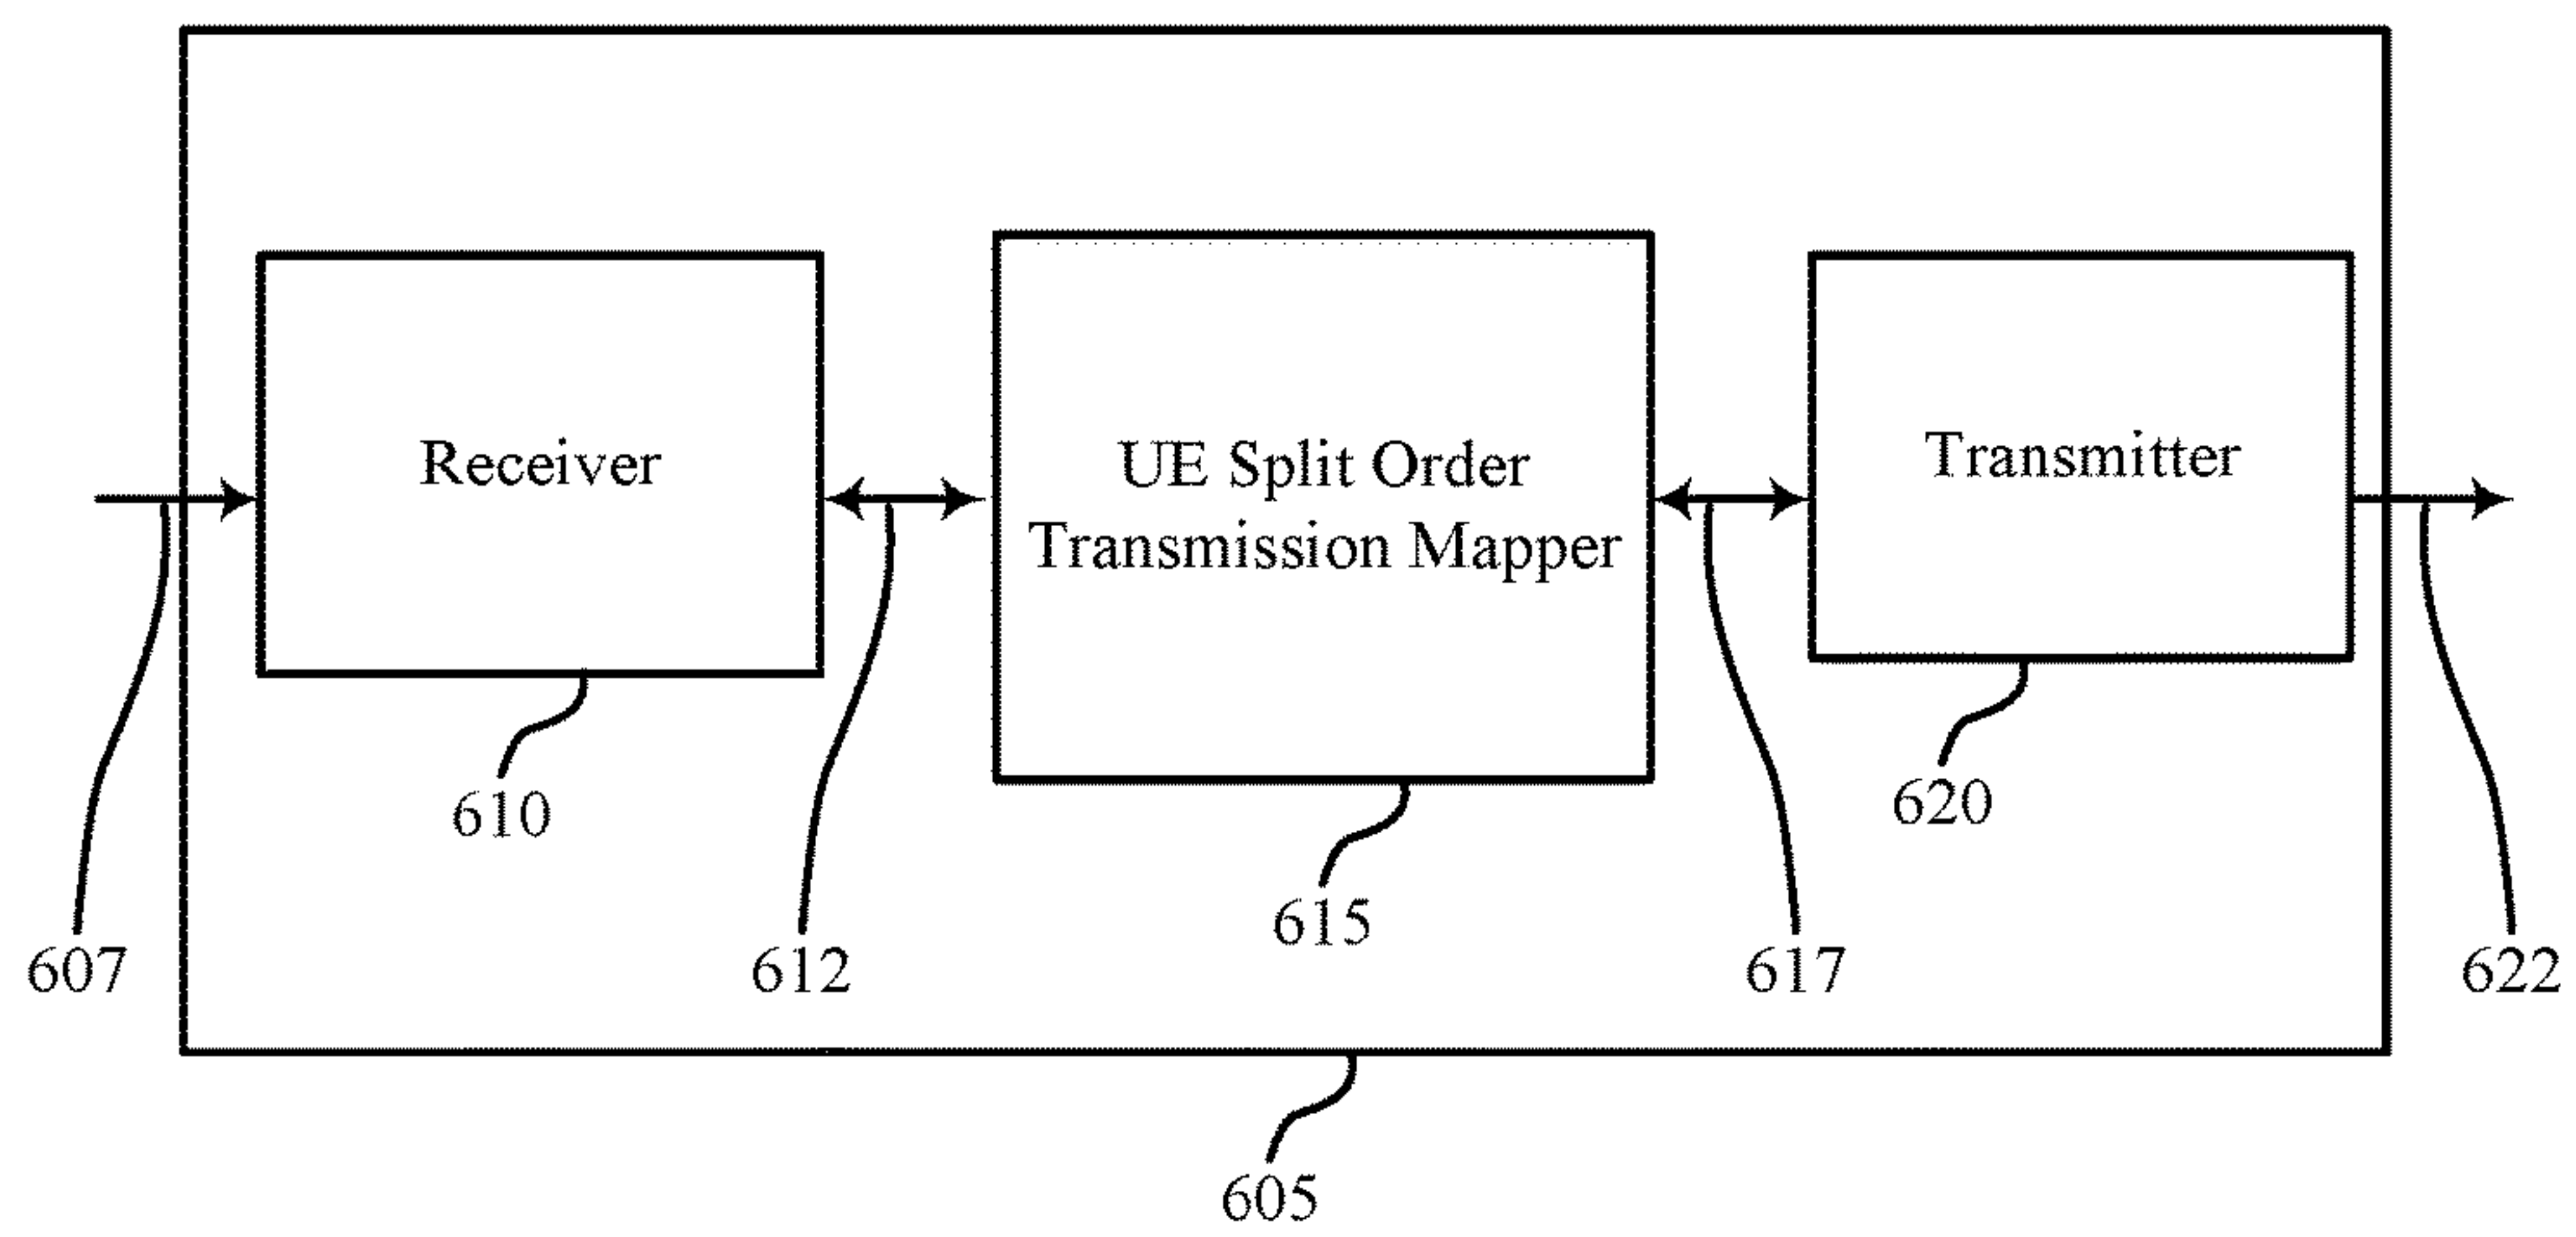 Receiver
UE Split Order
Transmission Mapper
Transmitter
610
620
615
607
612
617
622
605